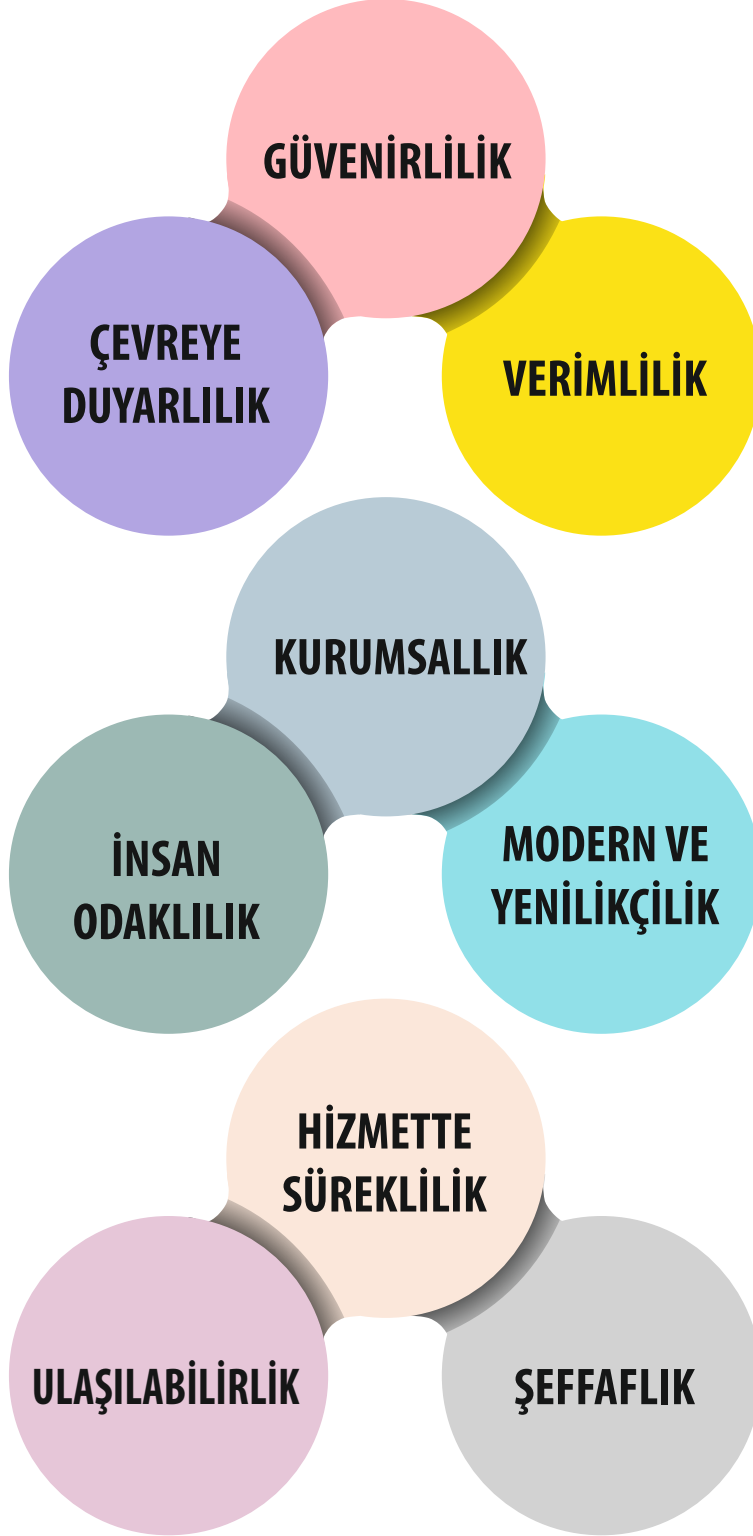 GÜVENİRLİLİK
ÇEVREYE
DUYARLILIK
VERİMLİLİK
KURUMSALLIK
İNSAN
ODAKLILIK
MODERN VE
YENİLİKÇİLİK
HİZMETTE
SÜREKLİLİK
ULAŞILABİLİRLİK
ŞEFFAFLIK